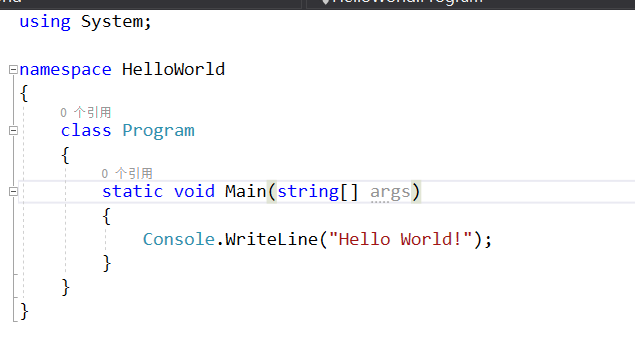 using System;
namespace HelloWorld
{
0 个引用
class Program
{
0 个引用
static void Main(string[] args)
{
Console.WriteLine("Hello World!");
}
}
}